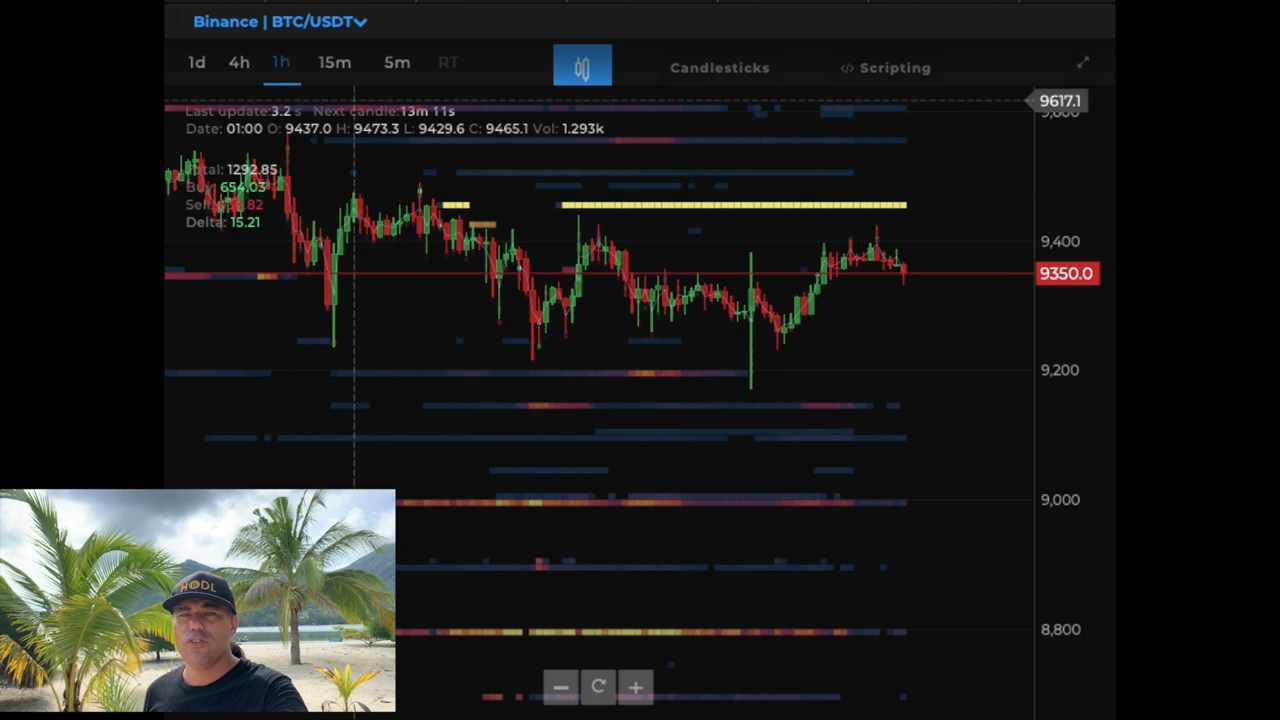 Binance | BTC/USDT
1d 4h 1h 15m 5m RT
Candlesticks
</> Scripting
9617.1
Last update:3.2 s Next candle:13m 11s
Date: 01:00 O: 9437.0 H: 9473.3 L: 9429.6 C: 9465.1 Vol: 1.293k
Total: 1292.85
Buy: 654.03
Delta: 15.21
9,400
9350.0
9,200
9,000
8,800
HODL